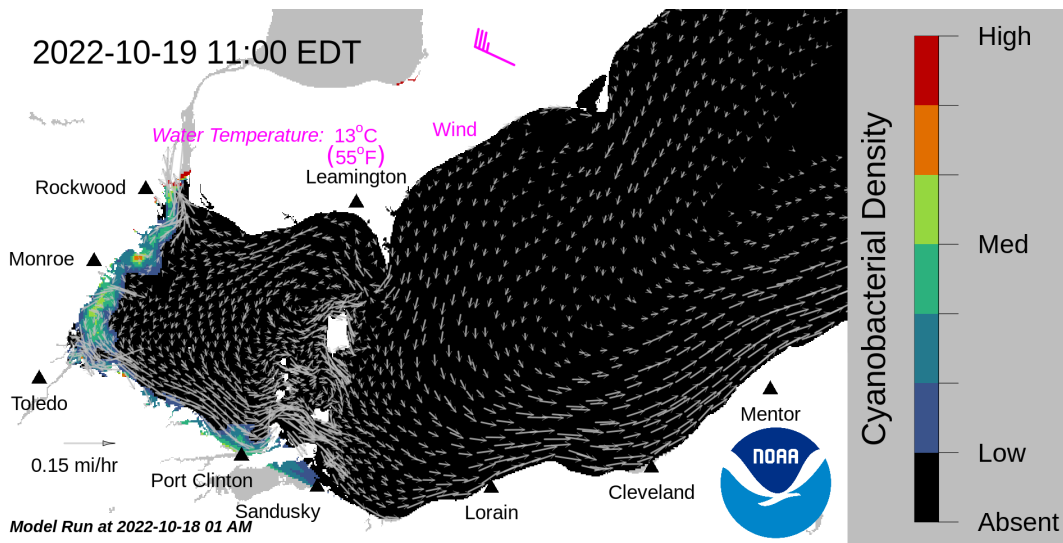 2022-10-19 11:00 EDT
Water Temperature: 13°C
(55°F)
Wind
Leamington
Rockwood
Monroe
Toledo
0.15 mi/hr
Port Clinton
Sandusky
Lorain
Cleveland
Mentor
NOAA
Model Run at 2022-10-18 01 AM
Cyanobacterial Density
High
Med
Low
Absent